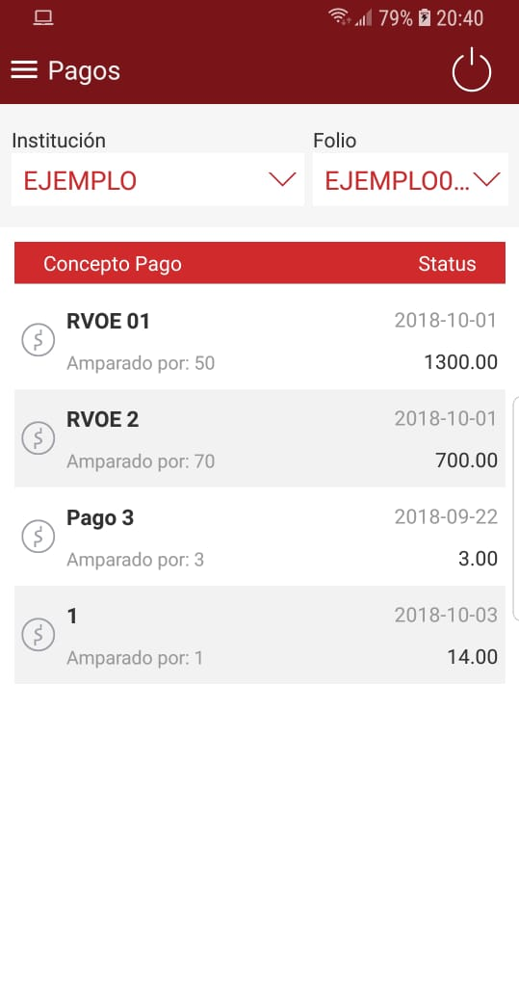 79% 20:40
Pagos
Institución Folio
EJEMPLO EJEMPLO0...
Concepto Pago Status
RVOE 01 2018-10-01
Amparado por: 50 1300.00
RVOE 2 2018-10-01
Amparado por: 70 700.00
Pago 3 2018-09-22
Amparado por: 3 3.00
1 2018-10-03
Amparado por: 1 14.00